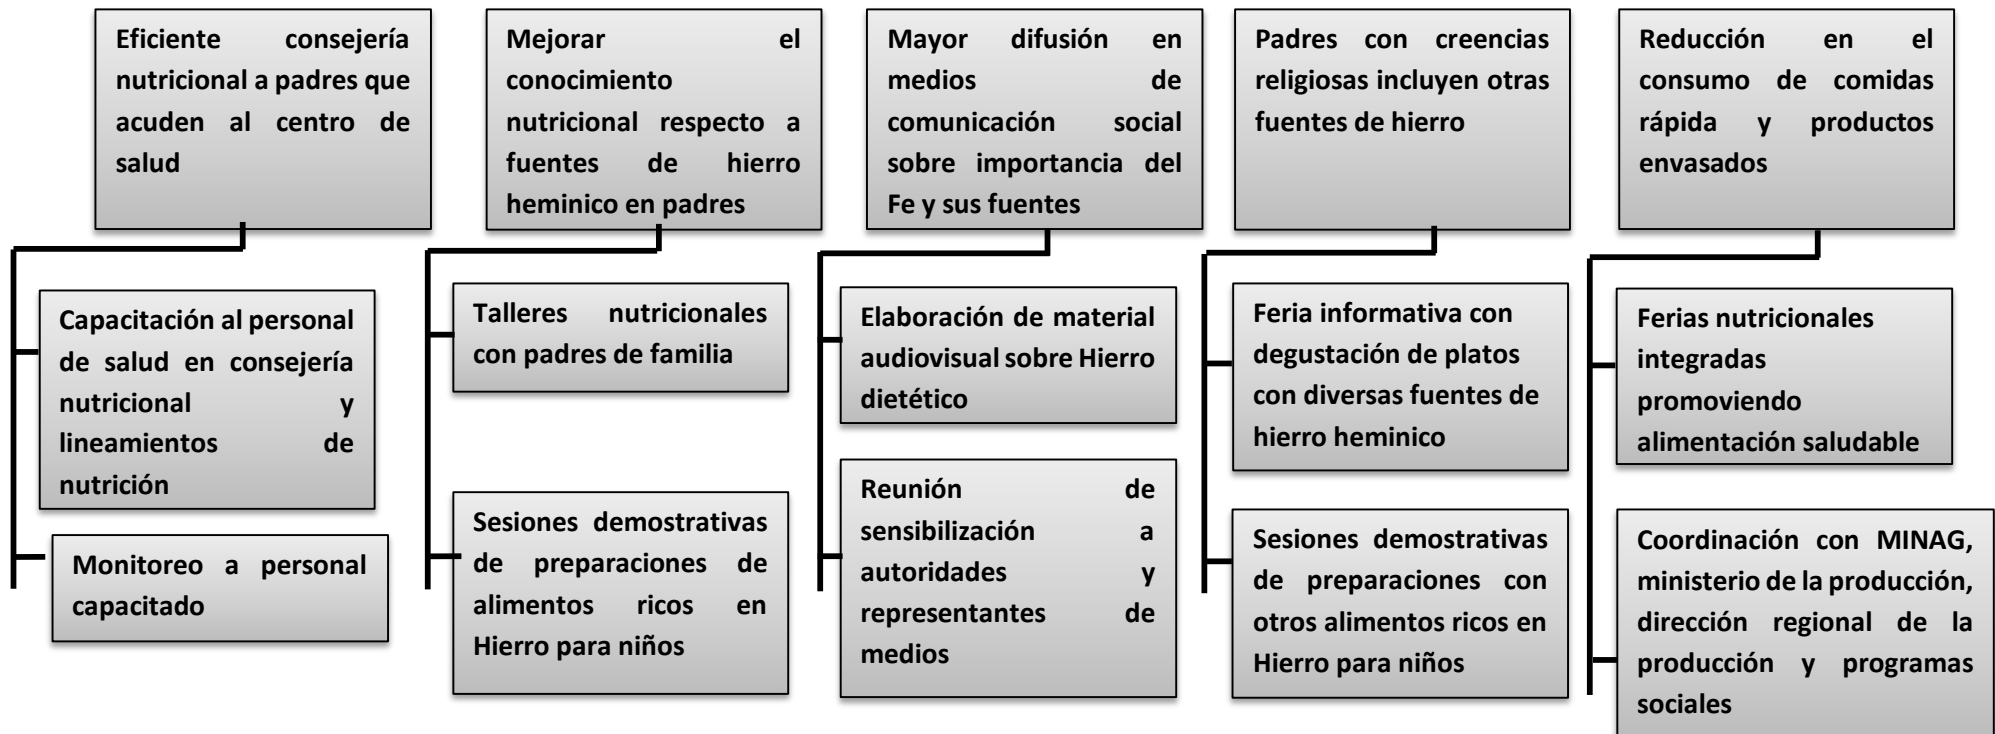 Eficiente consejería
nutricional a padres que
acuden al centro de
salud
Mejorar el
conocimiento
nutricional respecto a
fuentes de hierro
heminico en padres
Mayor difusión en
medios de
comunicación social
sobre importancia del
Fe y sus fuentes
Padres con creencias
religiosas incluyen otras
fuentes de hierro
Reducción en el
consumo de comidas
rápida y productos
envasados
Capacitación al personal
de salud en consejería
nutricional y
lineamientos de
nutrición
Monitoreo a personal
capacitado
Talleres nutricionales
con padres de familia
Sesiones demostrativas
de preparaciones de
alimentos ricos en
Hierro para niños
Elaboración de material
audiovisual sobre Hierro
dietético
Reunión de
sensibilización a
autoridades y
representantes de
medios
Feria informativa con
degustación de platos
con diversas fuentes de
hierro heminico
Sesiones demostrativas
de preparaciones con
otros alimentos ricos en
Hierro para niños
Ferias nutricionales
integradas
promoviendo
alimentación saludable
Coordinación con MINAG,
ministerio de la producción,
dirección regional de la
producción y programas
sociales